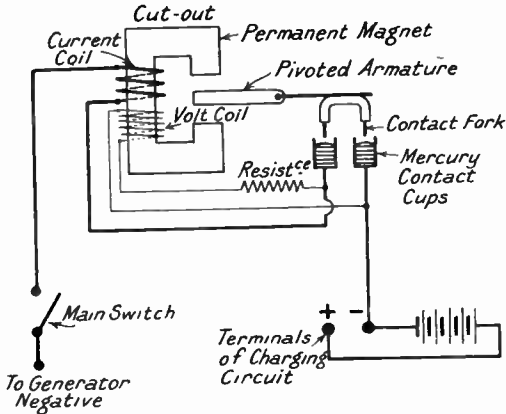 Cut-out
Current
Coil
Permanent Magnet
Pivoted Armature
Volt Coil
Contact Fork
Resistce
Mercury
Contact
Cups
Main Switch
+ -
Terminals
of Charging
Circuit
To Generator
Negative